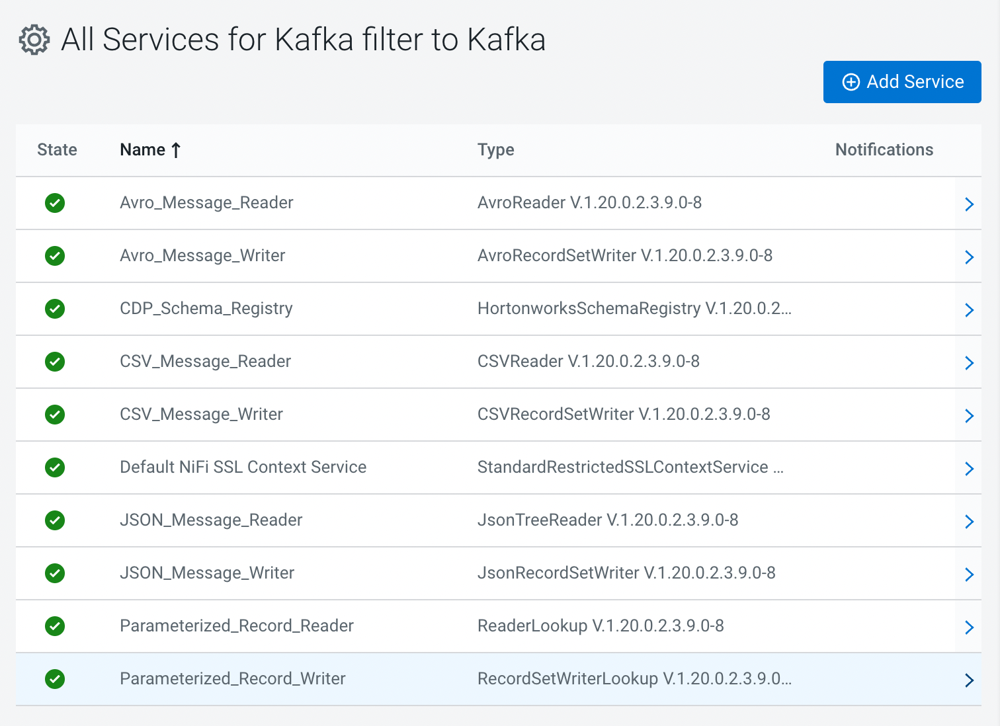 All Services for Kafka filter to Kafka
Add Service
State Name ↑ Type Notifications
Avro_Message_Reader AvroReader V.1.20.0.2.3.9.0-8
Avro_Message_Writer AvroRecordSetWriter V.1.20.0.2.3.9.0-8
CDP_Schema_Registry HortonworksSchemaRegistry V.1.20.0.2...
CSV_Message_Reader CSVReader V.1.20.0.2.3.9.0-8
CSV_Message_Writer CSVRecordSetWriter V.1.20.0.2.3.9.0-8
Default NiFi SSL Context Service StandardRestrictedSSLContextService ...
JSON_Message_Reader JsonTreeReader V.1.20.0.2.3.9.0-8
JSON_Message_Writer JsonRecordSetWriter V.1.20.0.2.3.9.0-8
Parameterized_Record_Reader ReaderLookup V.1.20.0.2.3.9.0-8
Parameterized_Record_Writer RecordSetWriterLookup V.1.20.0.2.3.9.0...